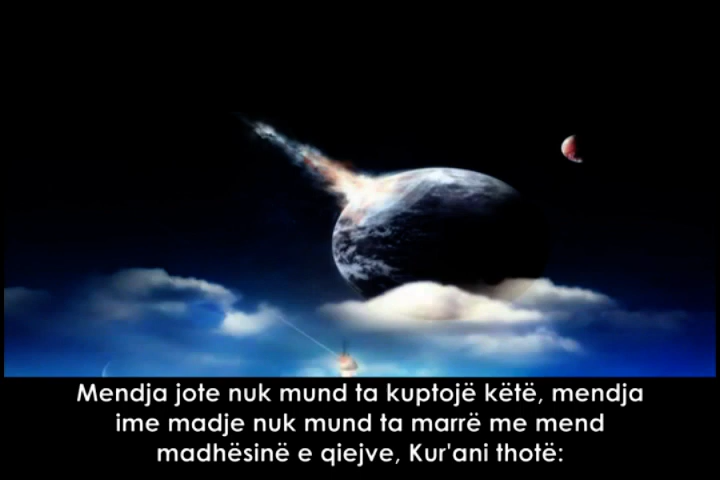 Mendja jote nuk mund ta kuptojë këtë, mendja
ime madje nuk mund ta marrë me mend
madhësinë e qiejve, Kur'ani thotë: